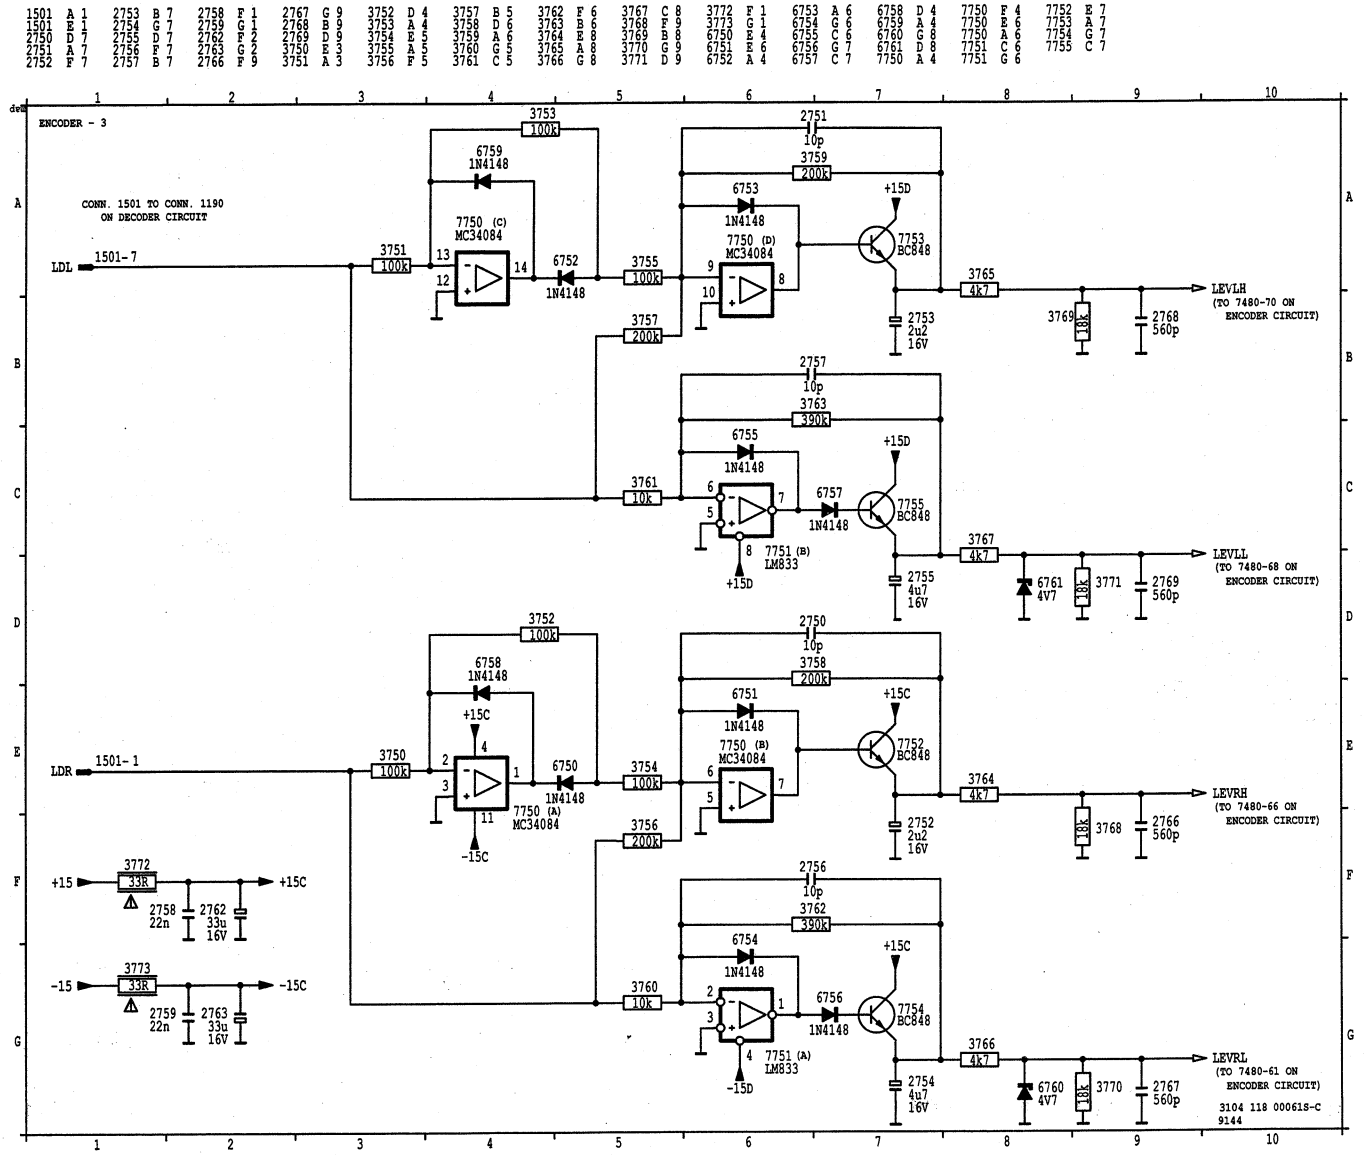 1501 A 1 2753 B 7 2758 F 1 2767 G 9 3752 D 4 3757 B 5 3762 F 6 3767 C 8 3772 F 1 6753 A 6 6758 D 4 7750 F 4 7752 E 7
1501 E 1 2754 G 7 2759 G 1 2768 B 9 3753 A 4 3758 D 6 3763 B 6 3768 F 9 3773 G 1 6754 G 6 6759 A 4 7750 E 6 7753 A 7
2750 D 7 2755 D 7 2762 F 2 2769 D 9 3754 E 5 3759 A 6 3764 E 8 3769 B 8 6750 E 4 6755 C 6 6760 G 8 7750 A 6 7754 G 7
2751 A 7 2756 F 7 2763 G 2 3750 E 3 3755 A 5 3760 G 5 3765 A 8 3770 G 9 6751 E 6 6756 G 7 6761 D 8 7751 C 6 7755 C 7
2752 F 7 2757 B 7 2766 F 9 3751 A 3 3756 F 5 3761 C 5 3766 G 8 3771 D 9 6752 A 4 6757 C 7 7750 A 4 7751 G 6
1 2 3 4 5 6 7 8 9 10
ENCODER - 3
A
CONN. 1501 TO CONN. 1190
ON DECODER CIRCUIT
3753
100k
6759
1N4148
7750 (C)
MC34084
LDL
1501-7
3751
100k
13
12
14
-
+
6752
1N4148
3755
100k
3757
200k
2751
10p
3759
200k
6753
1N4148
7750 (D)
MC34084
9
10
8
-
+
+15D
7753
BC848
3765
4k7
2753
2u2
16V
3769
18k
2768
560p
LEVLH
(TO 7480-70 ON
ENCODER CIRCUIT)
A
B
B
2757
10p
3763
390k
6755
1N4148
C
C
3761
10k
6
5
7
8
-
+
7751 (B)
LM833
+15D
6757
1N4148
+15D
7755
BC848
3767
4k7
2755
4u7
16V
6761
4V7
3771
18k
2769
560p
LEVLL
(TO 7480-68 ON
ENCODER CIRCUIT)
D
D
3752
100k
6758
1N4148
+15C
4
E
E
LDR
1501-1
3750
100k
2
3
1
11
-
+
7750 (A)
MC34084
-15C
6750
1N4148
3754
100k
3756
200k
2750
10p
3758
200k
6751
1N4148
7750 (B)
MC34084
6
5
7
-
+
+15C
7752
BC848
3764
4k7
2752
2u2
16V
3768
18k
2766
560p
LEVRH
(TO 7480-66 ON
ENCODER CIRCUIT)
F
F
+15
3772
33R
+15C
2758
22n
2762
33u
16V
-15
3773
33R
-15C
2759
22n
2763
33u
16V
2756
10p
3762
390k
6754
1N4148
G
G
3760
10k
2
3
1
4
-
+
7751 (A)
LM833
-15D
6756
1N4148
+15C
7754
BC848
3766
4k7
2754
4u7
16V
6760
4V7
3770
18k
2767
560p
LEVRL
(TO 7480-61 ON
ENCODER CIRCUIT)
3104 118 00061S-C
9144
1 2 3 4 5 6 7 8 9 10